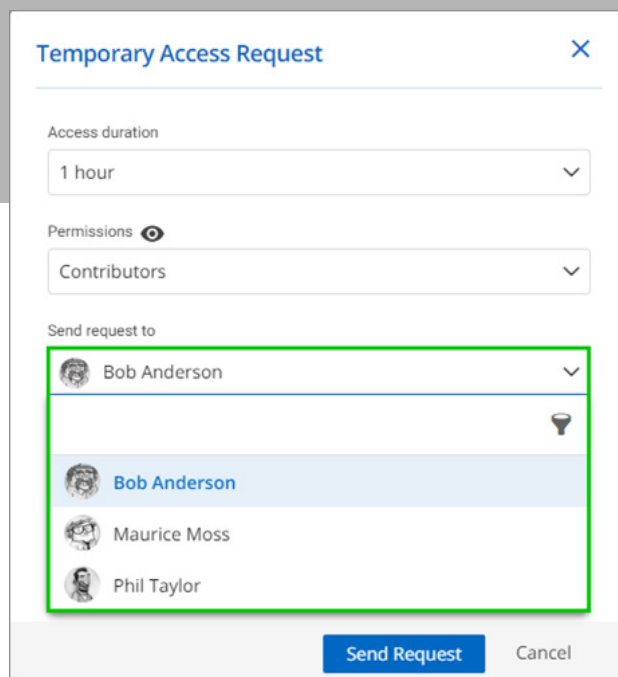 Temporary Access Request
Access duration
1 hour
Permissions
Contributors
Send request to
Bob Anderson
Bob Anderson
Maurice Moss
Phil Taylor
Send Request
Cancel